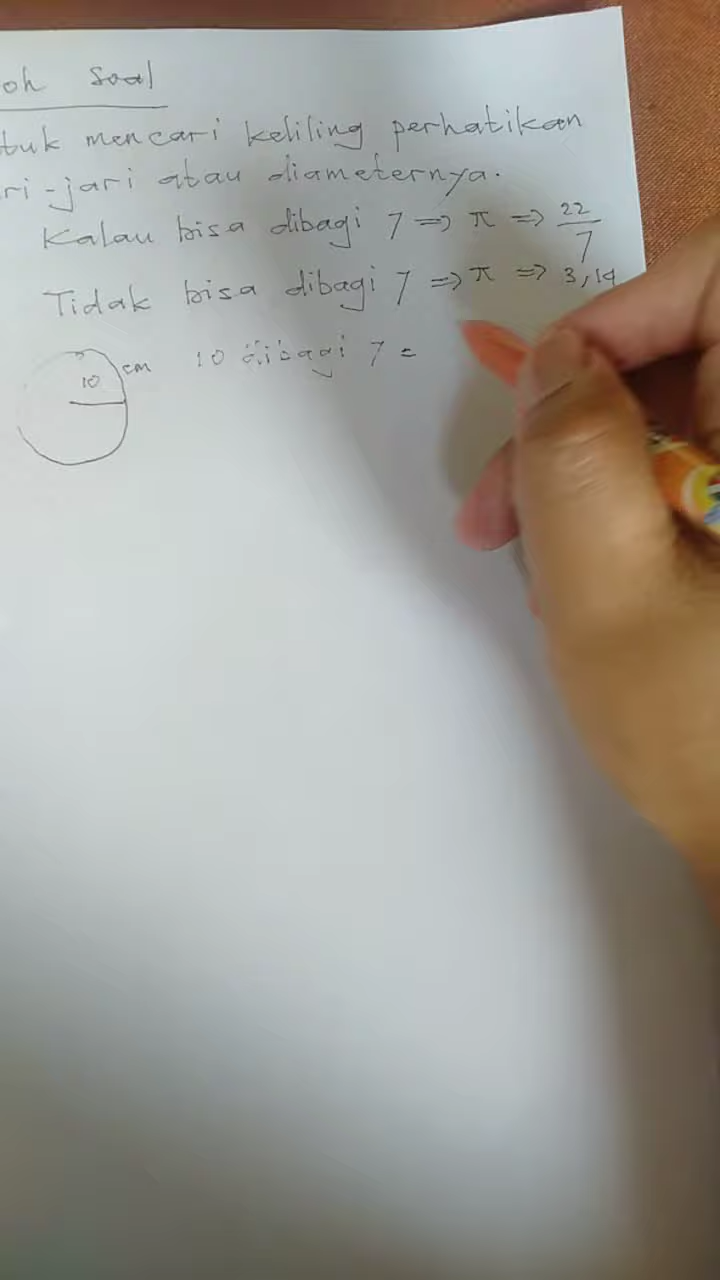 oh soal
tuk mencari keliling perhatikan
ri-jari atau diameternya.
Kalau bisa dibagi 7 => π => 22/7
Tidak bisa dibagi 7 => π => 3,14
10 cm 10 dibagi 7 =